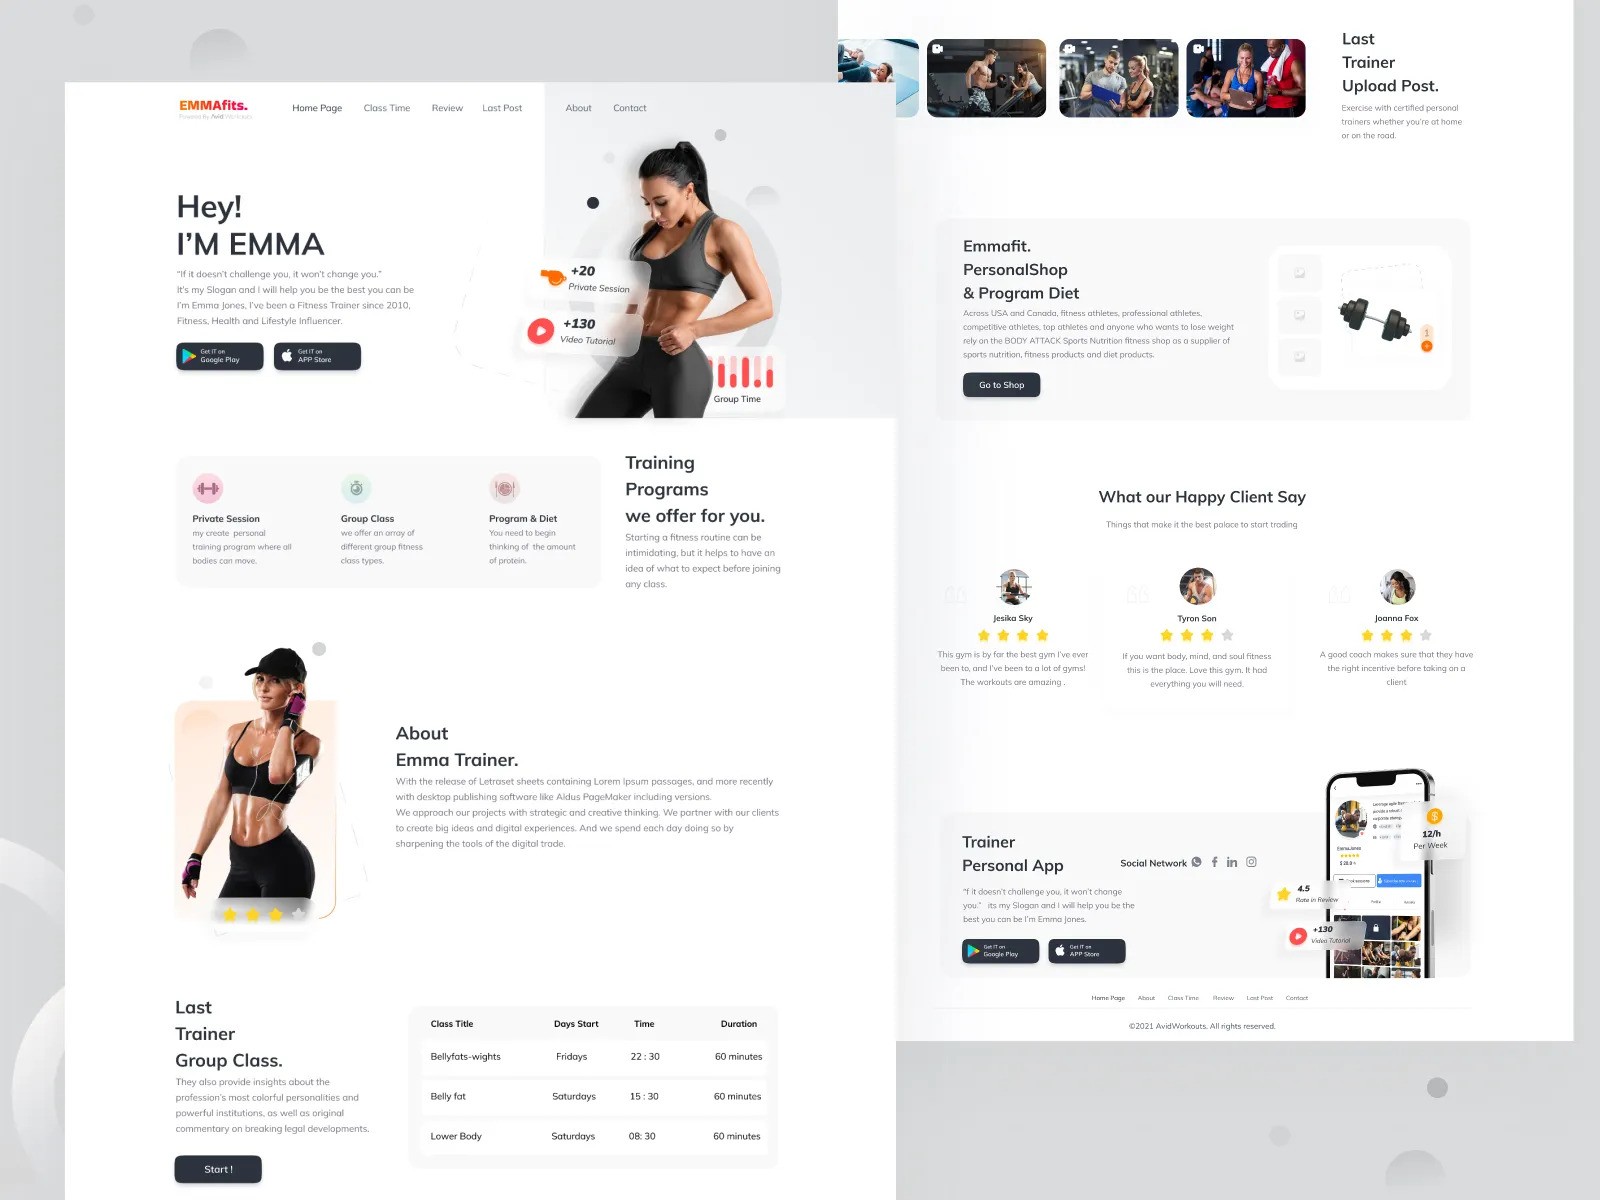 EMMAfits.
Powered By Avid Workouts
Home Page
Class Time
Review
Last Post
About
Contact
Hey!
I'M EMMA
"If it doesn't challenge you, it won't change you."
It's my Slogan and I will help you be the best you can be
I'm Emma Jones, I've been a Fitness Trainer since 2010,
Fitness, Health and Lifestyle Influencer.
Get IT on
Google Play
Get IT on
APP Store
+20
Private Session
+130
Video Tutorial
Group Time
Private Session
my create personal
training program where all
bodies can move.
Group Class
we offer an array of
different group fitness
class types.
Program & Diet
You need to begin
thinking of the amount
of protein.
Training
Programs
we offer for you.
Starting a fitness routine can be
intimidating, but it helps to have an
idea of what to expect before joining
any class.
About
Emma Trainer.
With the release of Letraset sheets containing Lorem Ipsum passages, and more recently
with desktop publishing software like Aldus PageMaker including versions.
We approach our projects with strategic and creative thinking. We partner with our clients
to create big ideas and digital experiences. And we spend each day doing so by
sharpening the tools of the digital trade.
Last
Trainer
Group Class.
They also provide insights about the
profession's most colorful personalities and
powerful institutions, as well as original
commentary on breaking legal developments.
Start !
Class Title Days Start Time Duration
Bellyfats-wights Fridays 22 : 30 60 minutes
Belly fat Saturdays 15 : 30 60 minutes
Lower Body Saturdays 08: 30 60 minutes
Last
Trainer
Upload Post.
Exercise with certified personal
trainers whether you're at home
or on the road.
Emmafit.
PersonalShop
& Program Diet
Across USA and Canada, fitness athletes, professional athletes,
competitive athletes, top athletes and anyone who wants to lose weight
rely on the BODY ATTACK Sports Nutrition fitness shop as a supplier of
sports nutrition, fitness products and diet products.
Go to Shop
1
What our Happy Client Say
Things that make it the best palace to start trading
Jesika Sky
This gym is by far the best gym I've ever
been to, and I've been to a lot of gyms!
The workouts are amazing .
Tyron Son
If you want body, mind, and soul fitness
this is the place. Love this gym. It had
everything you will need.
Joanna Fox
A good coach makes sure that they have
the right incentive before taking on a
client.
Trainer
Personal App
Social Network
"if it doesn't challenge you, it won't change
you." its my Slogan and I will help you be the
best you can be I'm Emma Jones.
Get IT on
Google Play
Get IT on
APP Store
EmmaJones
12/h
Per Week
4.5
Rate in Review
+130
Video Tutorial
Home Page
About
Class Time
Review
Last Post
Contact
©2021 AvidWorkouts. All rights reserved.